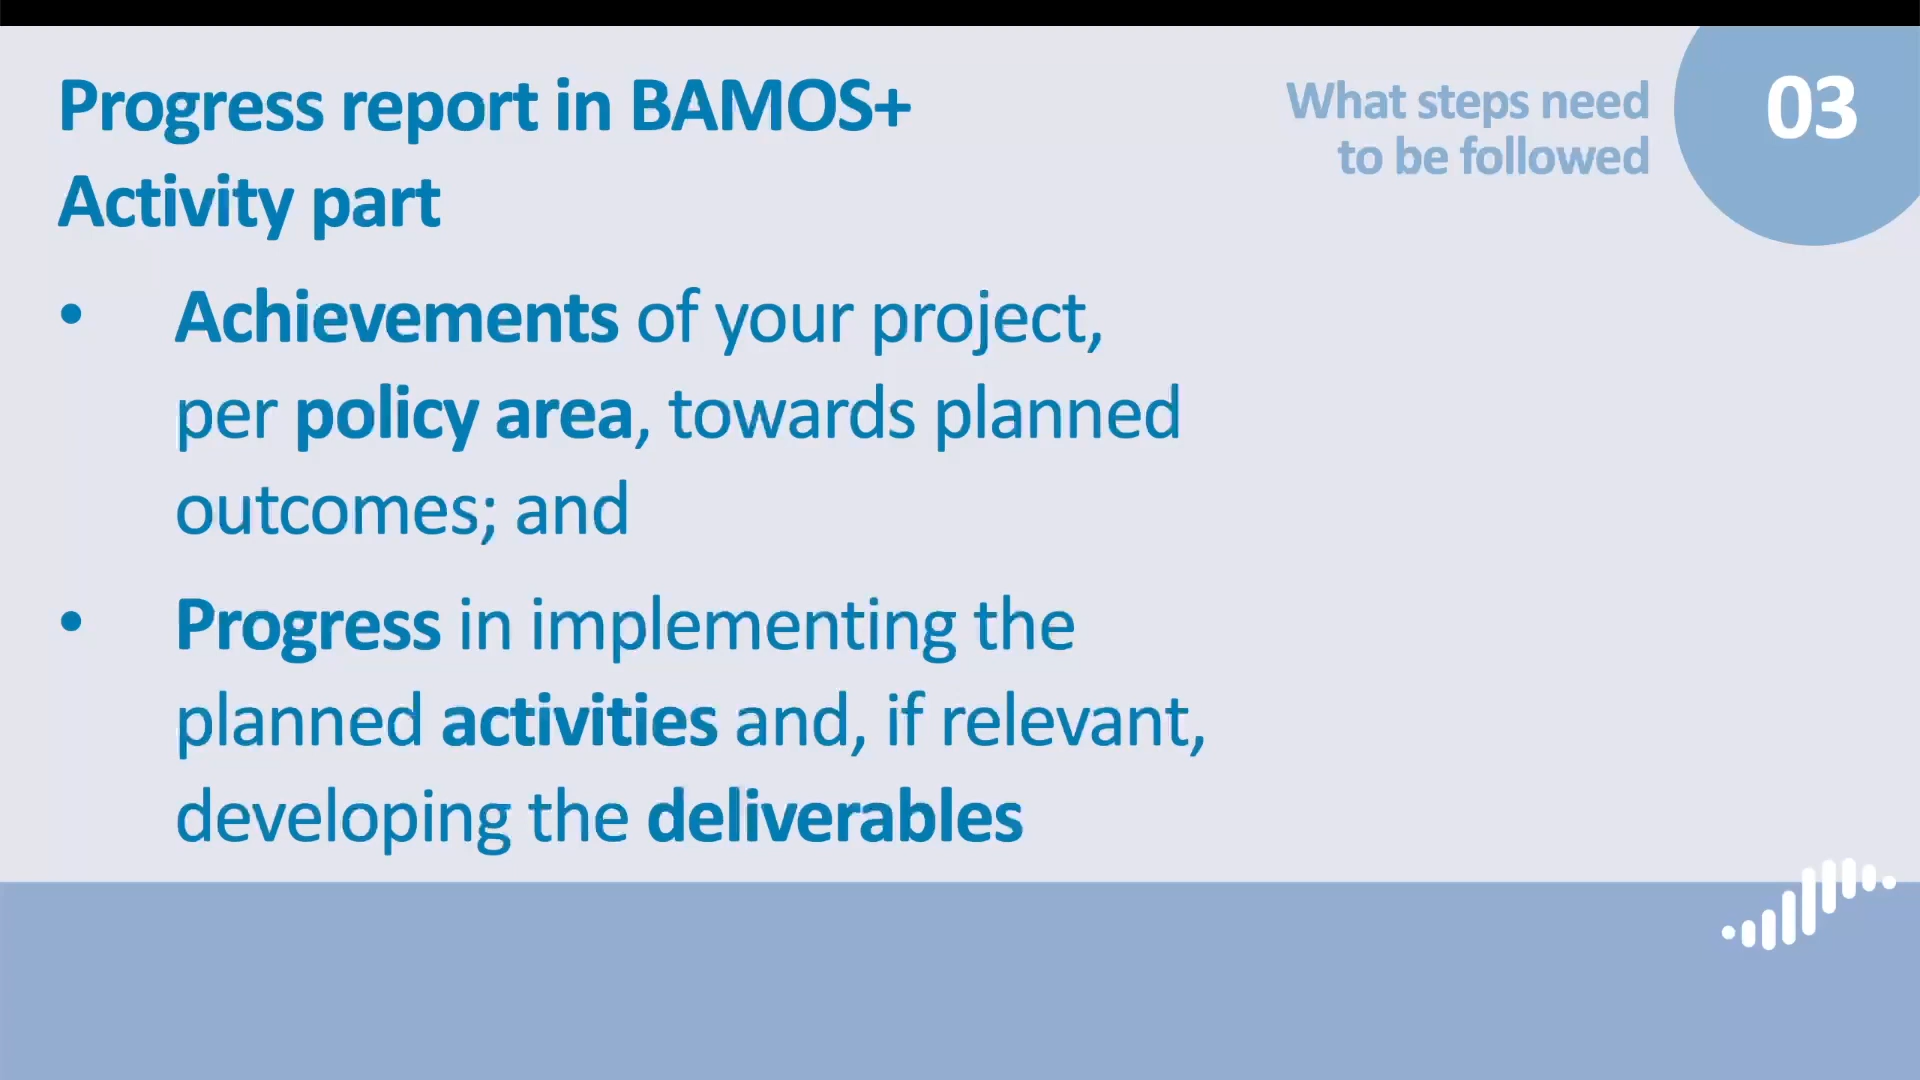 Progress report in BAMOS+
Activity part
What steps need
to be followed
03
• Achievements of your project,
per policy area, towards planned
outcomes; and
• Progress in implementing the
planned activities and, if relevant,
developing the deliverables